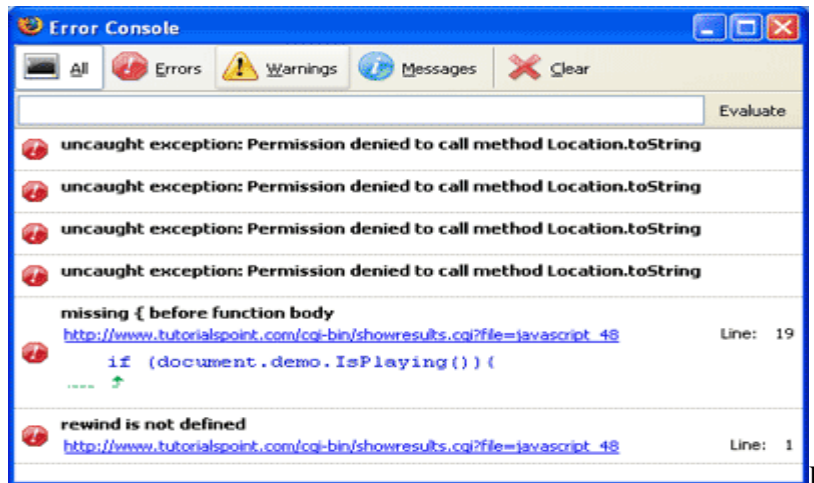 Error Console
All Errors Warnings Messages Clear
Evaluate
uncaught exception: Permission denied to call method Location.toString
uncaught exception: Permission denied to call method Location.toString
uncaught exception: Permission denied to call method Location.toString
uncaught exception: Permission denied to call method Location.toString
missing { before function body
http://www.tutorialspoint.com/cgi-bin/showresults.cgi?file=javascript_48 Line: 19
if (document.demo.IsPlaying()){
rewind is not defined
http://www.tutorialspoint.com/cgi-bin/showresults.cgi?file=javascript_48 Line: 1